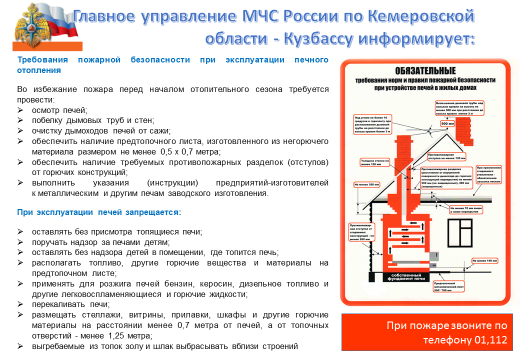 Главное управление МЧС России по Кемеровской
области - Кузбассу информирует:
Требования пожарной безопасности при эксплуатации печного
отопления
Во избежание пожара перед началом отопительного сезона требуется
провести:
осмотр печей;
побелку дымовых труб и стен;
очистку дымоходов печей от сажи;
обеспечить наличие предтопочного листа, изготовленного из негорючего
материала размером не менее 0,5 х 0,7 метра;
обеспечить наличие требуемых противопожарных разделок (отступов)
от горючих конструкций;
выполнить указания (инструкции) предприятий-изготовителей
к металлическим и другим печам заводского изготовления.
При эксплуатации печей запрещается:
оставлять без присмотра топящиеся печи;
поручать надзор за печами детям;
оставлять без надзора детей в помещении, где топится печь;
располагать топливо, другие горючие вещества и материалы на
предтопочном листе;
применять для розжига печей бензин, керосин, дизельное топливо и
другие легковоспламеняющиеся и горючие жидкости;
перекаливать печи;
размещать стеллажи, витрины, прилавки, шкафы и другие горючие
материалы на расстоянии менее 0,7 метра от печей, а от топочных
отверстий - менее 1,25 метра;
выгребаемые из топок золу и шлак выбрасывать вблизи строений
ОБЯЗАТЕЛЬНЫЕ
требования норм и правил пожарной безопасности
при устройстве печей в жилых домах
собственный
фундамент печи
При пожаре звоните по
телефону 01,112